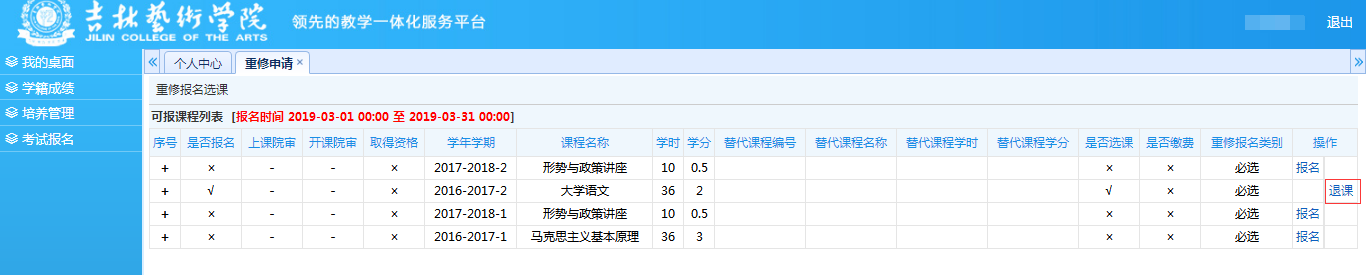 吉林藝術學院 领先的教学一体化服务平台 退出
JILIN COLLEGE OF THE ARTS
我的桌面
学籍成绩
培养管理
考试报名
« 个人中心 重修申请 × »
重修报名选课
可报课程列表 [报名时间 2019-03-01 00:00 至 2019-03-31 00:00]
序号 是否报名 上课院审 开课院审 取得资格 学年学期 课程名称 学时 学分 替代课程编号 替代课程名称 替代课程学时 替代课程学分 是否选课 是否缴费 重修报名类别 操作
+ × - - × 2017-2018-2 形势与政策讲座 10 0.5 × × 必选 报名
+ √ - - × 2016-2017-2 大学语文 36 2 √ × 必选 退课
+ × - - × 2017-2018-1 形势与政策讲座 10 0.5 × × 必选 报名
+ × - - × 2016-2017-1 马克思主义基本原理 36 3 × × 必选 报名